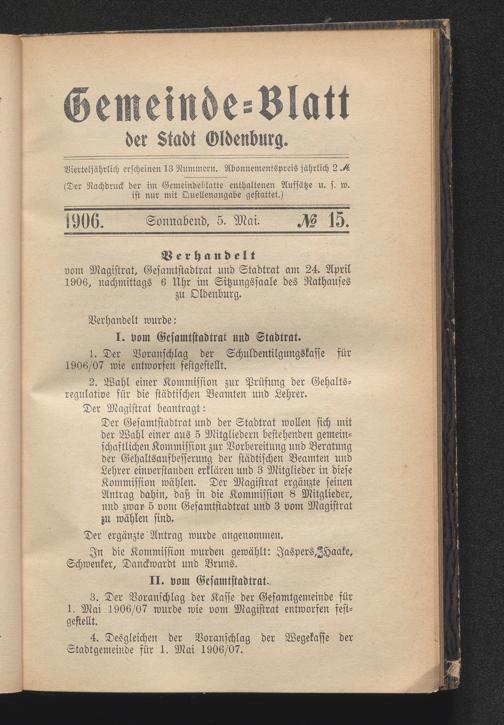 Gemeinde=Blatt
der Stadt Oldenburg.
Vierteljährlich erscheinen 13 Nummern. Abonnementspreis jährlich 2 ℳ
(Der Nachdruck der im Gemeindeblatte enthaltenen Aufsätze u. s. w.
ist nur mit Quellenangabe gestattet.)
1906. Sonnabend, 5. Mai. № 15.
Verhandelt
vom Magistrat, Gesamtstadtrat und Stadtrat am 24. April
1906, nachmittags 6 Uhr im Sitzungssaale des Rathauses
zu Oldenburg.
Verhandelt wurde:
I. vom Gesamtstadtrat und Stadtrat.
1. Der Voranschlag der Schuldentilgungskasse für
1906/07 wie entworfen festgestellt.
2. Wahl einer Kommission zur Prüfung der Gehalts-
regulative für die städtischen Beamten und Lehrer.
Der Magistrat beantragt:
Der Gesamtstadtrat und der Stadtrat wollen sich mit
der Wahl einer aus 5 Mitgliedern bestehenden gemein-
schaftlichen Kommission zur Vorbereitung und Beratung
der Gehaltsaufbesserung der städtischen Beamten und
Lehrer einverstanden erklären und 3 Mitglieder in diese
Kommission wählen. Der Magistrat ergänzte seinen
Antrag dahin, daß in die Kommission 8 Mitglieder,
und zwar 5 vom Gesamtstadtrat und 3 vom Magistrat
zu wählen sind.
Der ergänzte Antrag wurde angenommen.
In die Kommission wurden gewählt: Jaspers, Haake,
Schwenker, Danckwardt und Bruns.
II. vom Gesamtstadtrat.
3. Der Voranschlag der Kasse der Gesamtgemeinde für
1. Mai 1906/07 wurde wie vom Magistrat entworfen fest-
gestellt.
4. Desgleichen der Voranschlag der Wegekasse der
Stadtgemeinde für 1. Mai 1906/07.